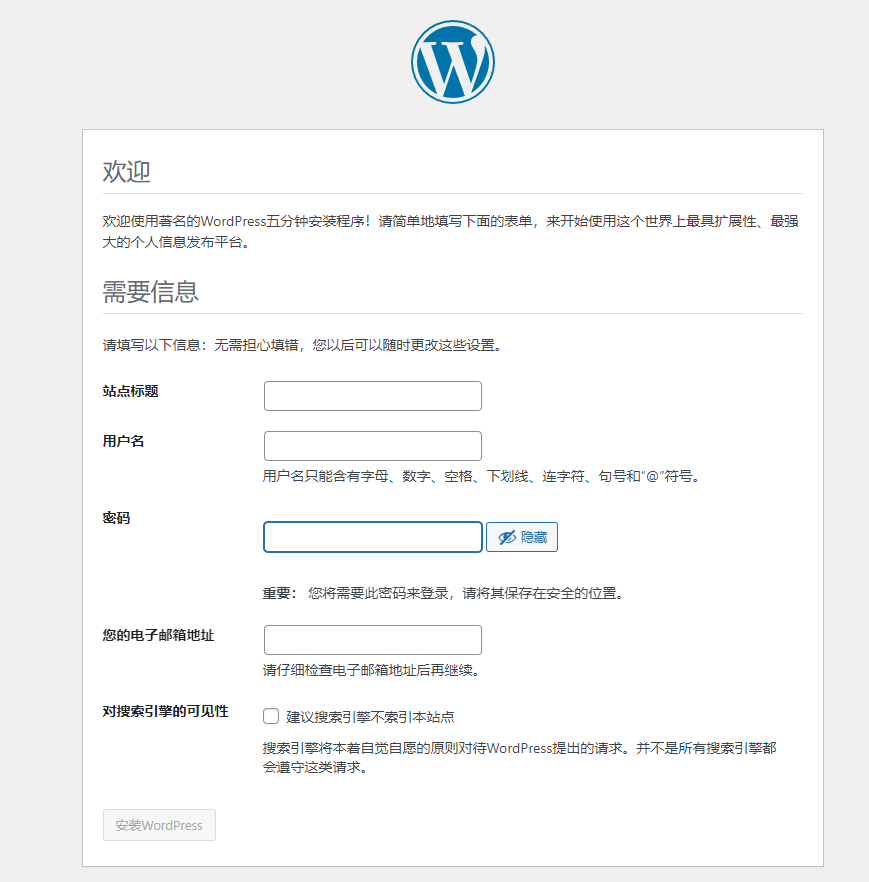 欢迎
欢迎使用著名的WordPress五分钟安装程序！请简单地填写下面的表单，来开始使用这个世界上最具扩展性、最强
大的个人信息发布平台。
需要信息
请填写以下信息：无需担心填错，您以后可以随时更改这些设置。
站点标题
用户名
用户名只能含有字母、数字、空格、下划线、连字符、句号和“@”符号。
密码
隐藏
重要： 您将需要此密码来登录，请将其保存在安全的位置。
您的电子邮箱地址
请仔细检查电子邮箱地址后再继续。
对搜索引擎的可见性
建议搜索引擎不索引本站点
搜索引擎将本着自觉自愿的原则对待WordPress提出的请求。并不是所有搜索引擎都
会遵守这类请求。
安装WordPress